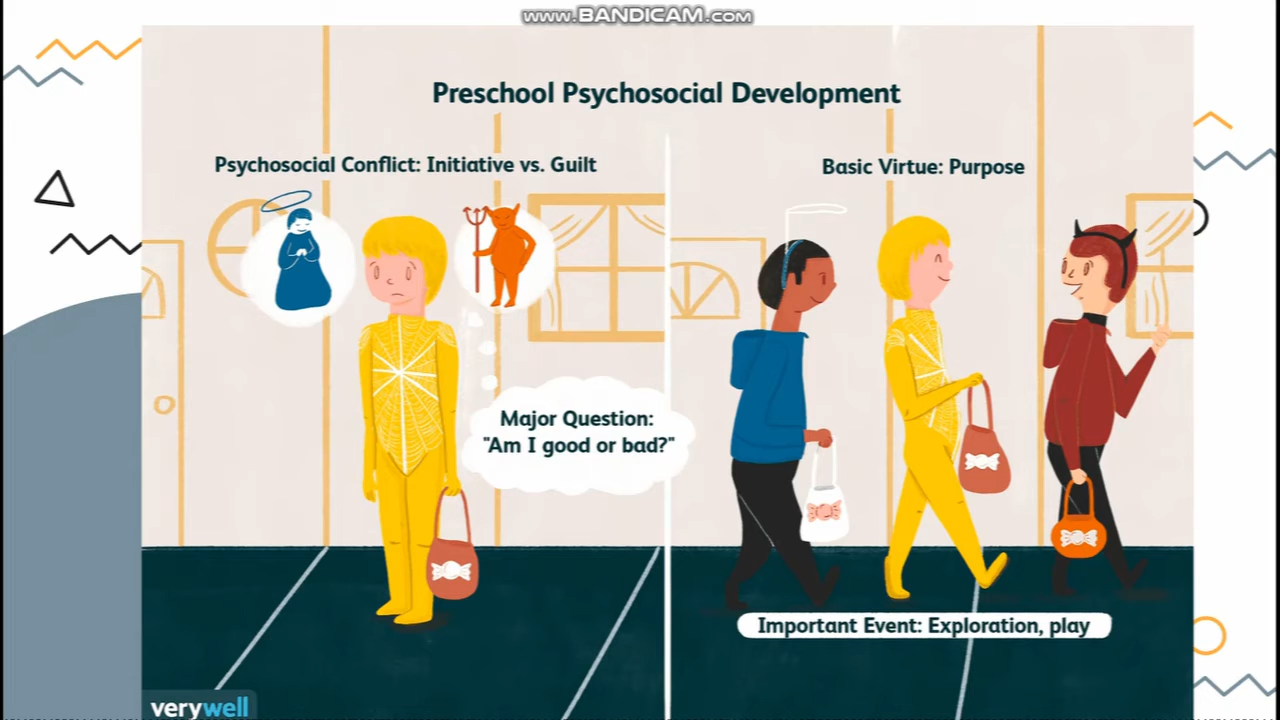 www.BANDICAM.com
Preschool Psychosocial Development
Psychosocial Conflict: Initiative vs. Guilt
Basic Virtue: Purpose
Major Question:
"Am I good or bad?"
Important Event: Exploration, play
verywell